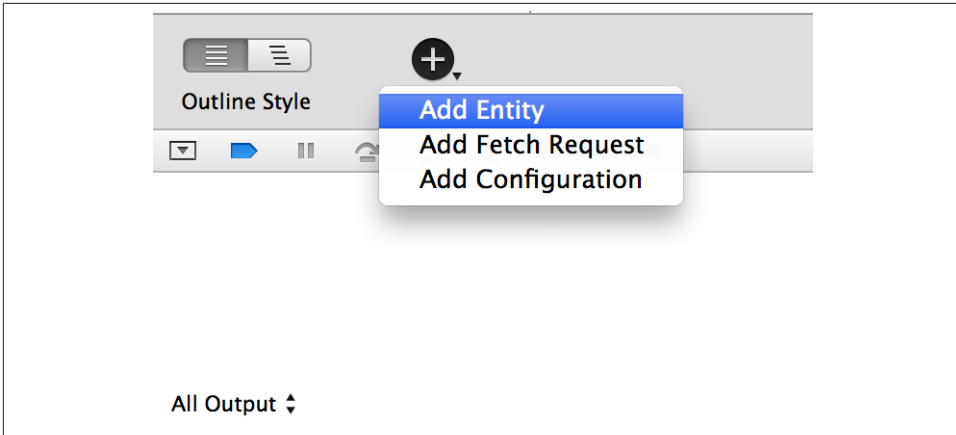 Outline Style
Add Entity
Add Fetch Request
Add Configuration
All Output